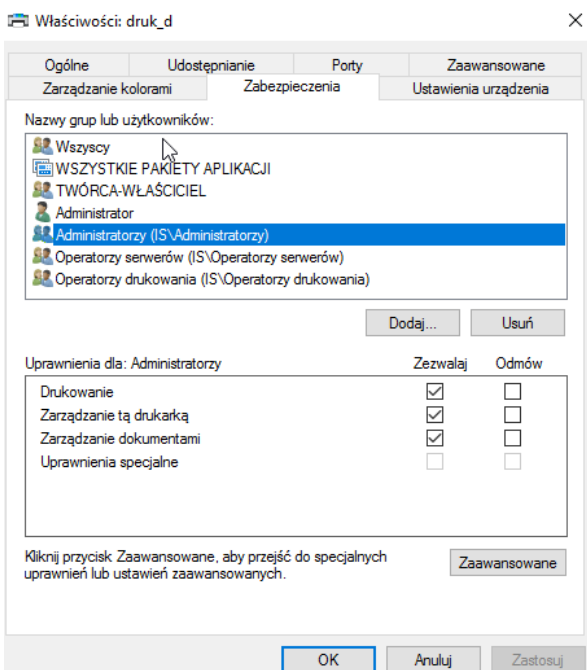 Właściwości: druk_d
Ogólne Udostępnianie Porty Zaawansowane
Zarządzanie kolorami Zabezpieczenia Ustawienia urządzenia
Nazwy grup lub użytkowników:
Wszyscy
WSZYSTKIE PAKIETY APLIKACJI
TWÓRCA-WŁAŚCICIEL
Administrator
Administratorzy (IS\Administratorzy)
Operatorzy serwerów (IS\Operatorzy serwerów)
Operatorzy drukowania (IS\Operatorzy drukowania)
Dodaj... Usuń
Uprawnienia dla: Administratorzy Zezwalaj Odmów
Drukowanie
Zarządzanie tą drukarką
Zarządzanie dokumentami
Uprawnienia specjalne
Kliknij przycisk Zaawansowane, aby przejść do specjalnych
uprawnień lub ustawień zaawansowanych.
Zaawansowane
OK Anuluj Zastosuj